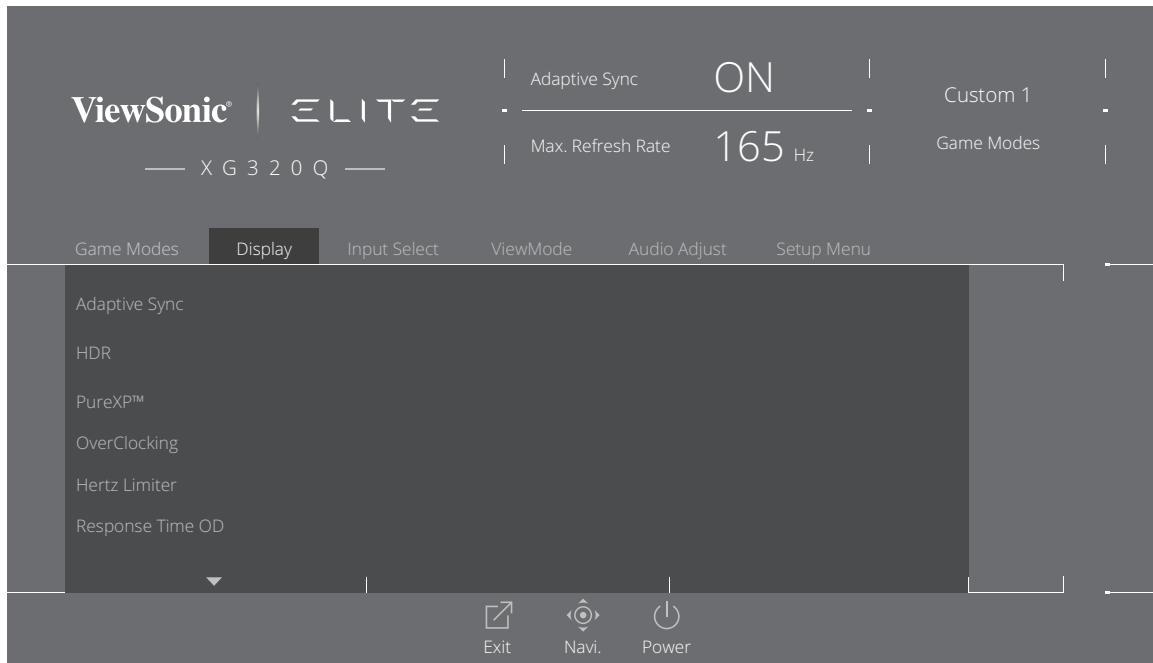 ViewSonic® ELITE
XG320Q
Adaptive Sync ON
Max. Refresh Rate 165 Hz
Custom 1
Game Modes
Game Modes Display Input Select ViewMode Audio Adjust Setup Menu
Adaptive Sync
HDR
PureXP™
OverClocking
Hertz Limiter
Response Time OD
Exit Navi. Power